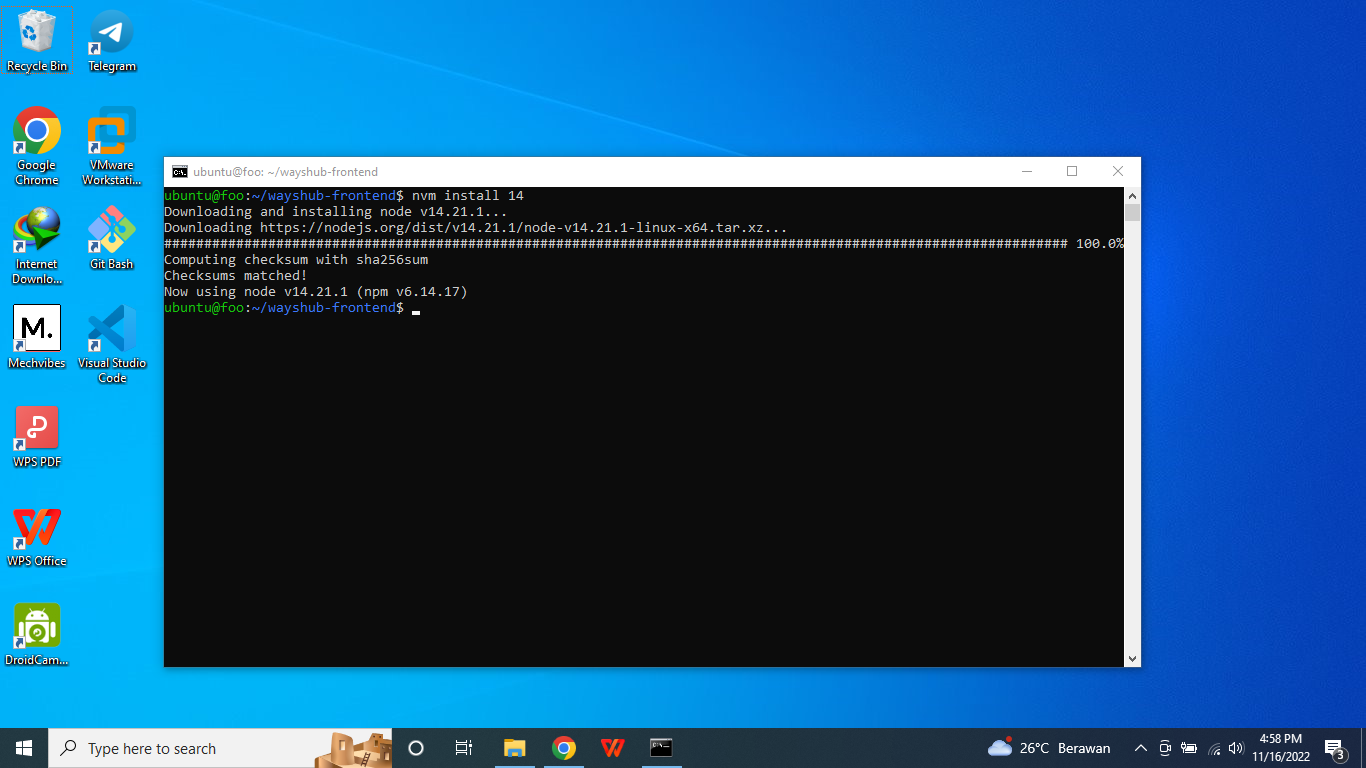 Recycle Bin
Telegram
Google
Chrome
VMware
Workstati...
Internet
Downlo...
Git Bash
M.
Mechvibes
Visual Studio
Code
WPS PDF
WPS Office
DroidCam...
C:\.
ubuntu@foo: ~/wayshub-frontend
ubuntu@foo:~/wayshub-frontend$ nvm install 14
Downloading and installing node v14.21.1...
Downloading https://nodejs.org/dist/v14.21.1/node-v14.21.1-linux-x64.tar.xz...
################################################################################################################# 100.0%
Computing checksum with sha256sum
Checksums matched!
Now using node v14.21.1 (npm v6.14.17)
ubuntu@foo:~/wayshub-frontend$
Type here to search
26°C Berawan
4:58 PM
11/16/2022
3